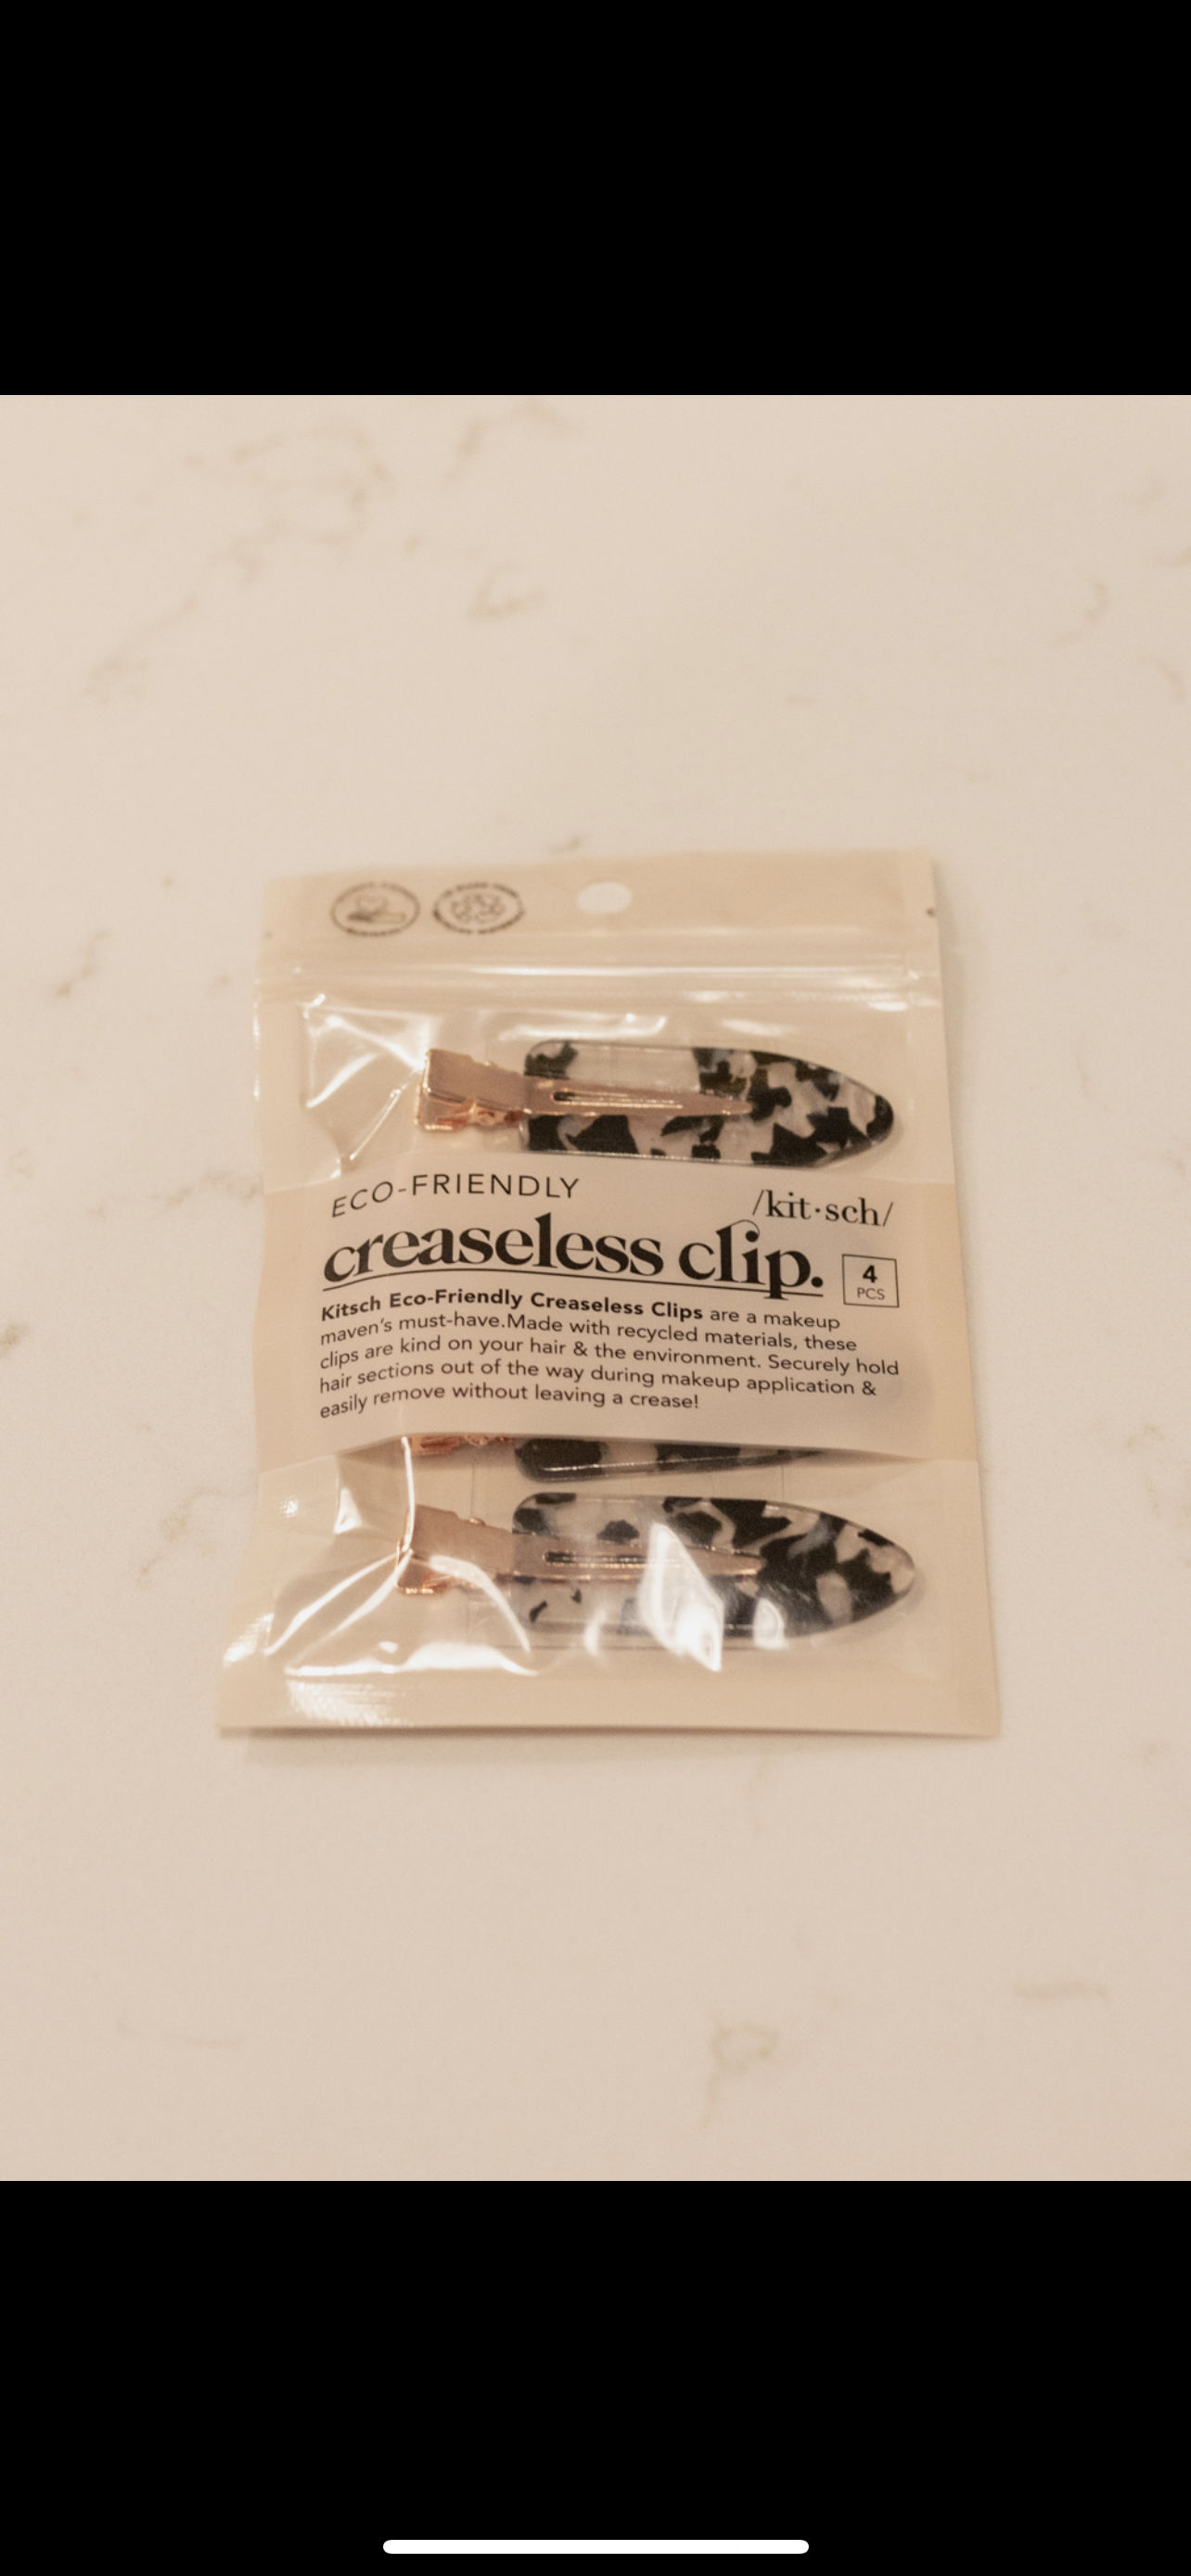 ECO-FRIENDLY
/kit·sch/
creaseless clip.
4
PCS
Kitsch Eco-Friendly Creaseless Clips are a makeup
maven's must-have.Made with recycled materials, these
clips are kind on your hair & the environment. Securely hold
hair sections out of the way during makeup application &
easily remove without leaving a crease!